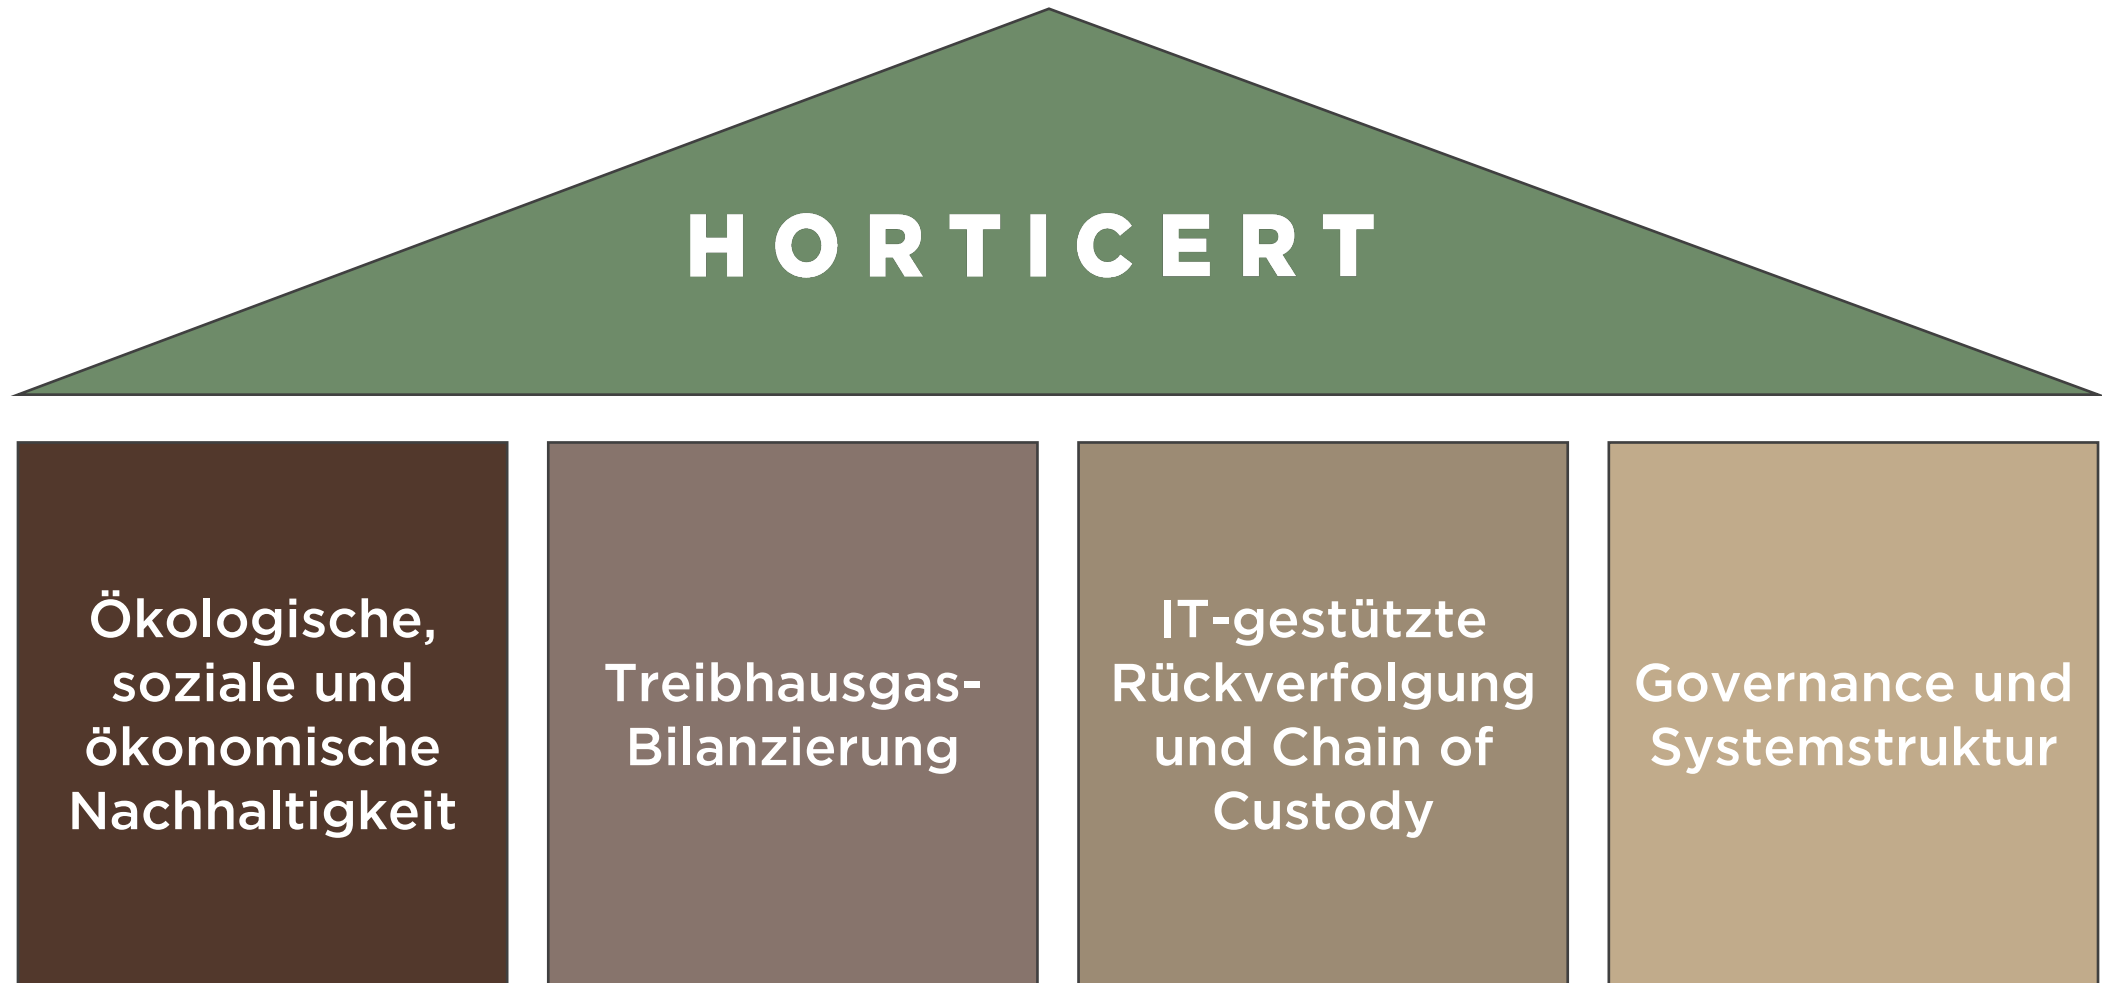 HORTICERT
Ökologische,
soziale und
ökonomische
Nachhaltigkeit
Treibhausgas-
Bilanzierung
IT-gestützte
Rückverfolgung
und Chain of
Custody
Governance und
Systemstruktur